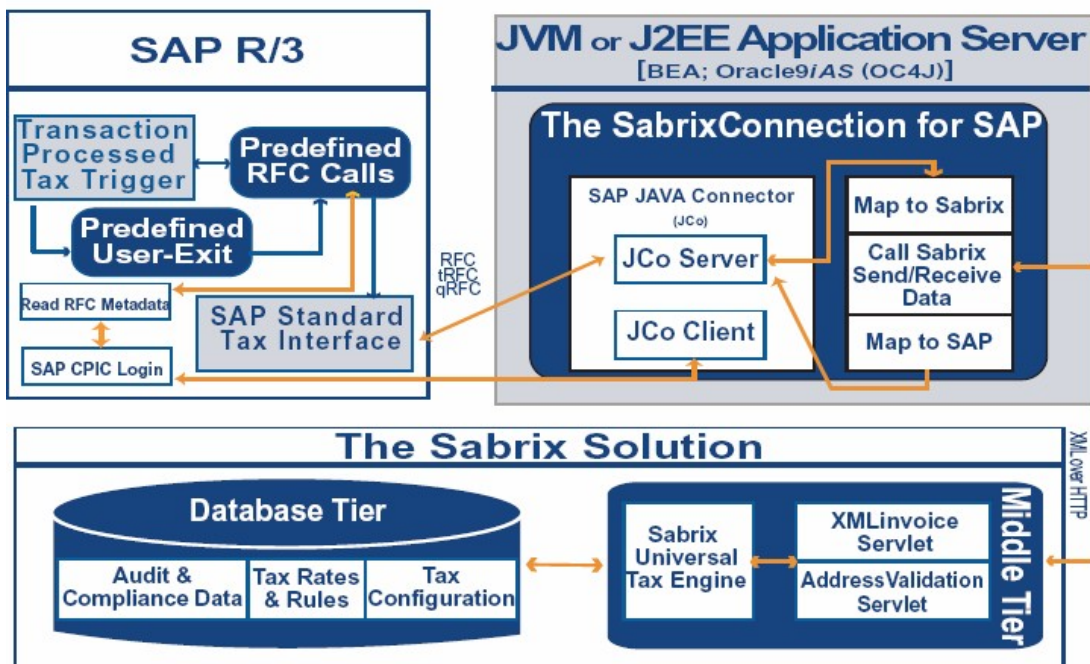 SAP R/3
Transaction
Processed
Tax Trigger
Predefined
RFC Calls
Predefined
User-Exit
Read RFC Metadata
SAP CPIC Login
SAP Standard
Tax Interface
RFC
tRFC
qRFC
JVM or J2EE Application Server
[BEA; Oracle9iAS (OC4J)]
The SabrixConnection for SAP
SAP JAVA Connector
(JCo)
JCo Server
JCo Client
Map to Sabrix
Call Sabrix
Send/Receive
Data
Map to SAP
XML over HTTP
The Sabrix Solution
Database Tier
Audit &
Compliance Data
Tax Rates
& Rules
Tax
Configuration
Sabrix
Universal
Tax Engine
XMLinvoice
Servlet
AddressValidation
Servlet
Middle Tier